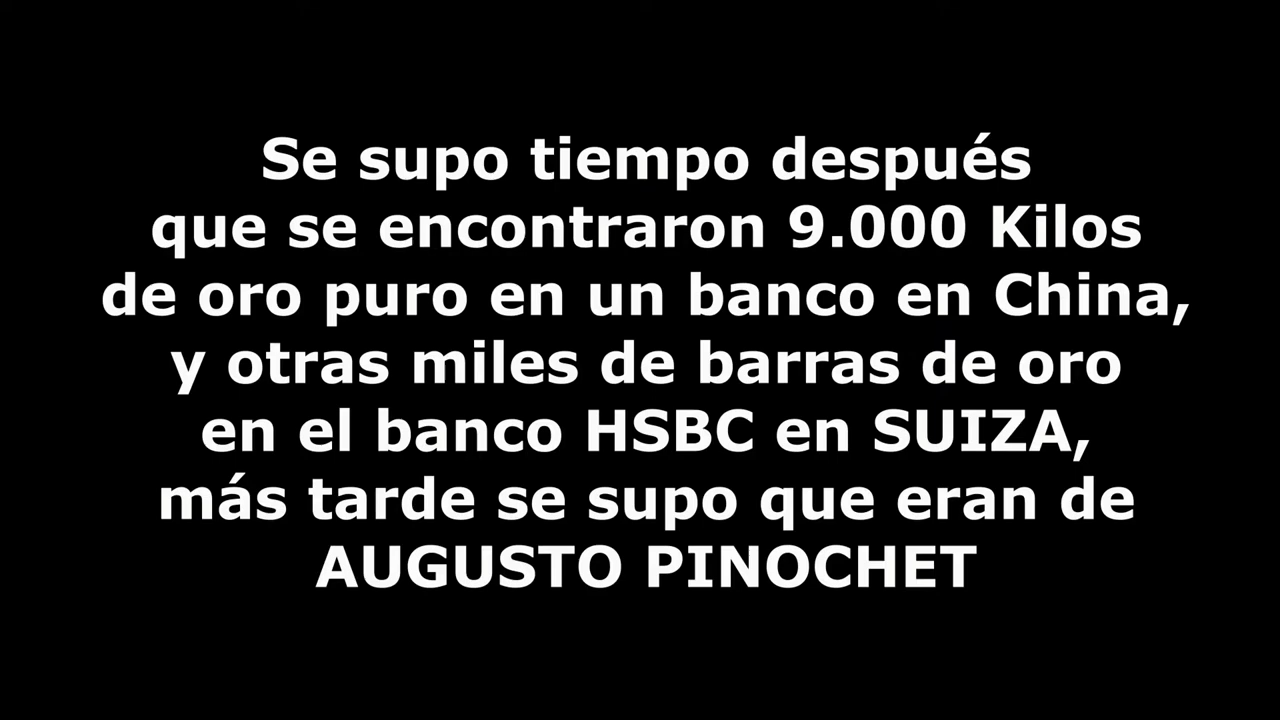 Se supo tiempo después
que se encontraron 9.000 Kilos
de oro puro en un banco en China,
y otras miles de barras de oro
en el banco HSBC en SUIZA,
más tarde se supo que eran de
AUGUSTO PINOCHET